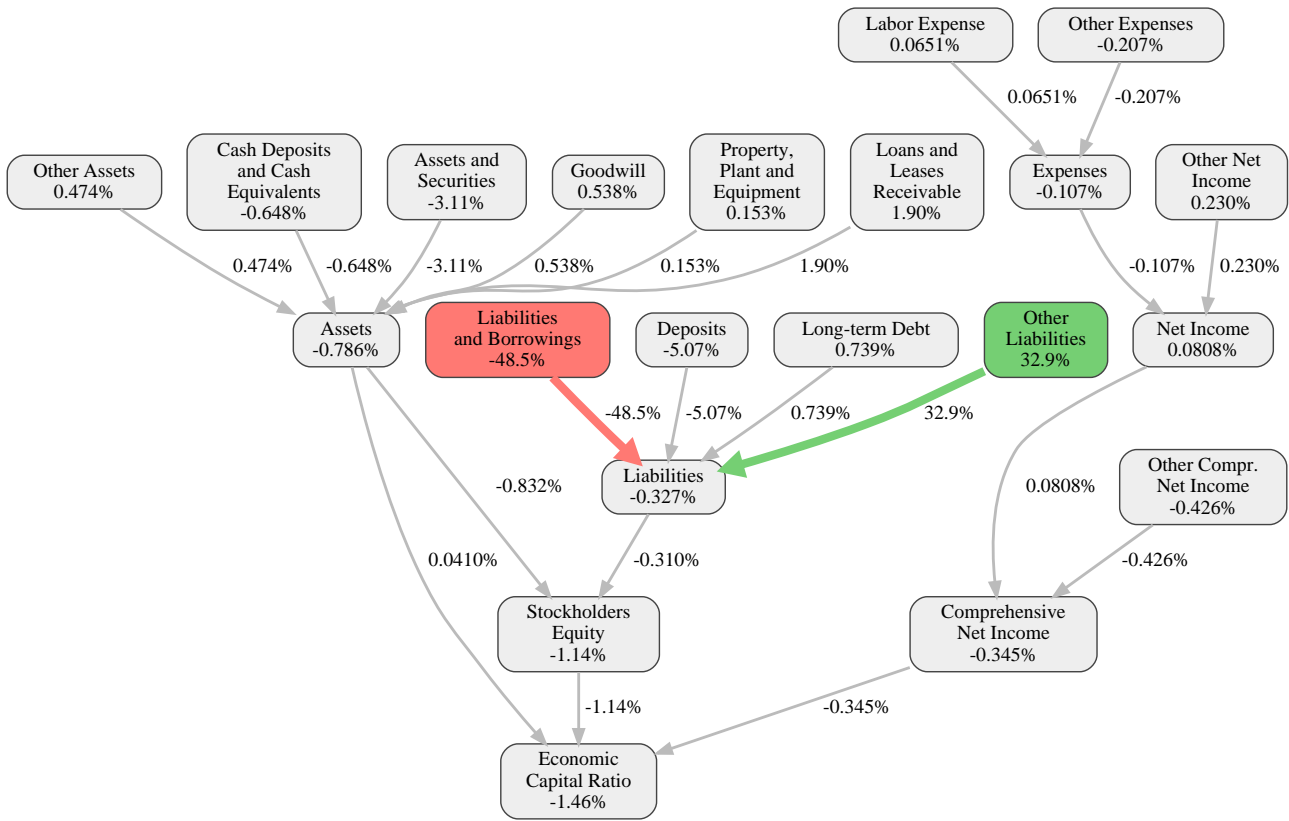 Labor Expense
0.0651%
Other Expenses
-0.207%
0.0651%
-0.207%
Other Assets
0.474%
Cash Deposits
and Cash
Equivalents
-0.648%
Assets and
Securities
-3.11%
Goodwill
0.538%
Property,
Plant and
Equipment
0.153%
Loans and
Leases
Receivable
1.90%
Expenses
-0.107%
Other Net
Income
0.230%
0.474%
-0.648%
-3.11%
0.538%
0.153%
1.90%
-0.107%
0.230%
Assets
-0.786%
Liabilities
and Borrowings
-48.5%
Deposits
-5.07%
Long-term Debt
0.739%
Other
Liabilities
32.9%
Net Income
0.0808%
-48.5%
-5.07%
0.739%
32.9%
-0.832%
Liabilities
-0.327%
0.0808%
Other Compr.
Net Income
-0.426%
0.0410%
-0.310%
-0.426%
Stockholders
Equity
-1.14%
Comprehensive
Net Income
-0.345%
-1.14%
-0.345%
Economic
Capital Ratio
-1.46%